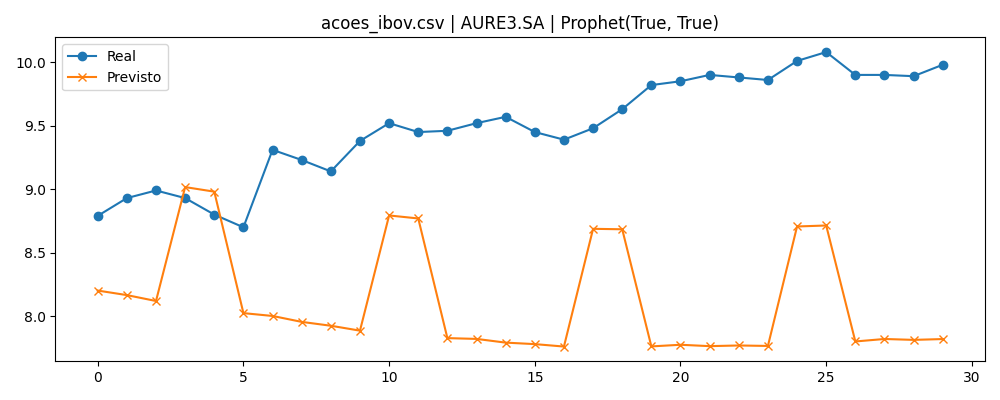 acoes_ibov.csv | AURE3.SA | Prophet(True, True)
Real
Previsto
10.0
9.5
9.0
8.5
8.0
0 5 10 15 20 25 30